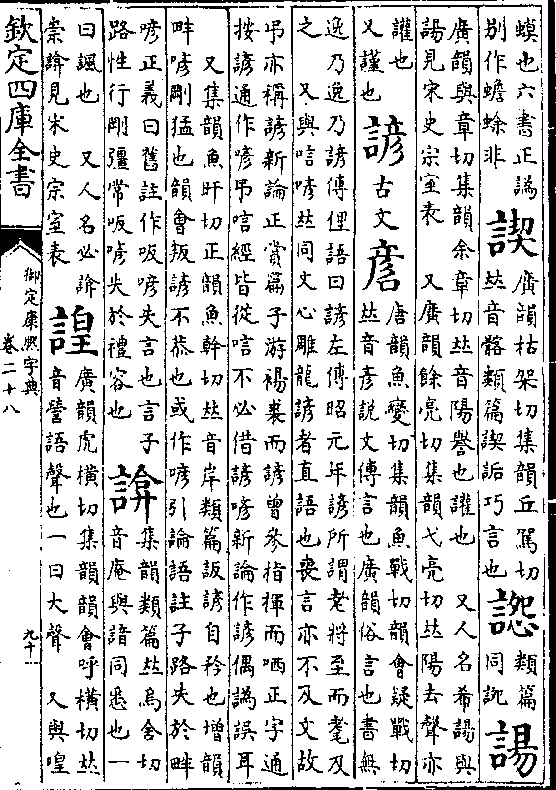 蟆也六書正譌
別作蟾蜍非
諁廣韻枯架切集韻丘駕切
𠀤音髂類篇諁詬巧言也
諰類篇
同訛
諹
廣韻與章切集韻余章切𠀤音陽譽也讙也 又人名希諹與
諹見宋史宗室表 又廣韻餘亮切集韻弋亮切𠀤陽去聲亦
讙也
又謹也
諺古文𢒈唐韻魚變切集韻魚戰切韻會疑戰切
𠀤音彥說文傳言也廣韻俗言也書無
逸乃逸乃諺傳俚語曰諺左傳昭元年諺所謂老將至而耄及
之 又與唁喭𠀤同文心雕龍諺者直語也喪言亦不及文故
弔亦稱諺新論正賞篇子游裼裘而諺曾參指揮而哂正字通
按諺通作喭弔唁經皆從唁不必借諺喭新論作諺偶譌誤耳
又集韻魚旰切正韻魚幹切𠀤音岸類篇詖諺自矜也增韻
畔喭剛猛也韻會叛諺不恭也或作喭引論語註子路失於畔
喭正義曰舊註作呅喭失言也言子
路性行剛彊常呅喭失於禮容也
諳集韻類篇𠀤烏含切
音庵與諳同悉也一
曰諷也 又人名必諭
崇諭見宋史宗室表
諻廣韻虎橫切集韻韻會呼橫切𠀤
音諻語聲也一曰大聲 又與喤
欽定四庫全書
御定康熙字典
卷二十八
九十一